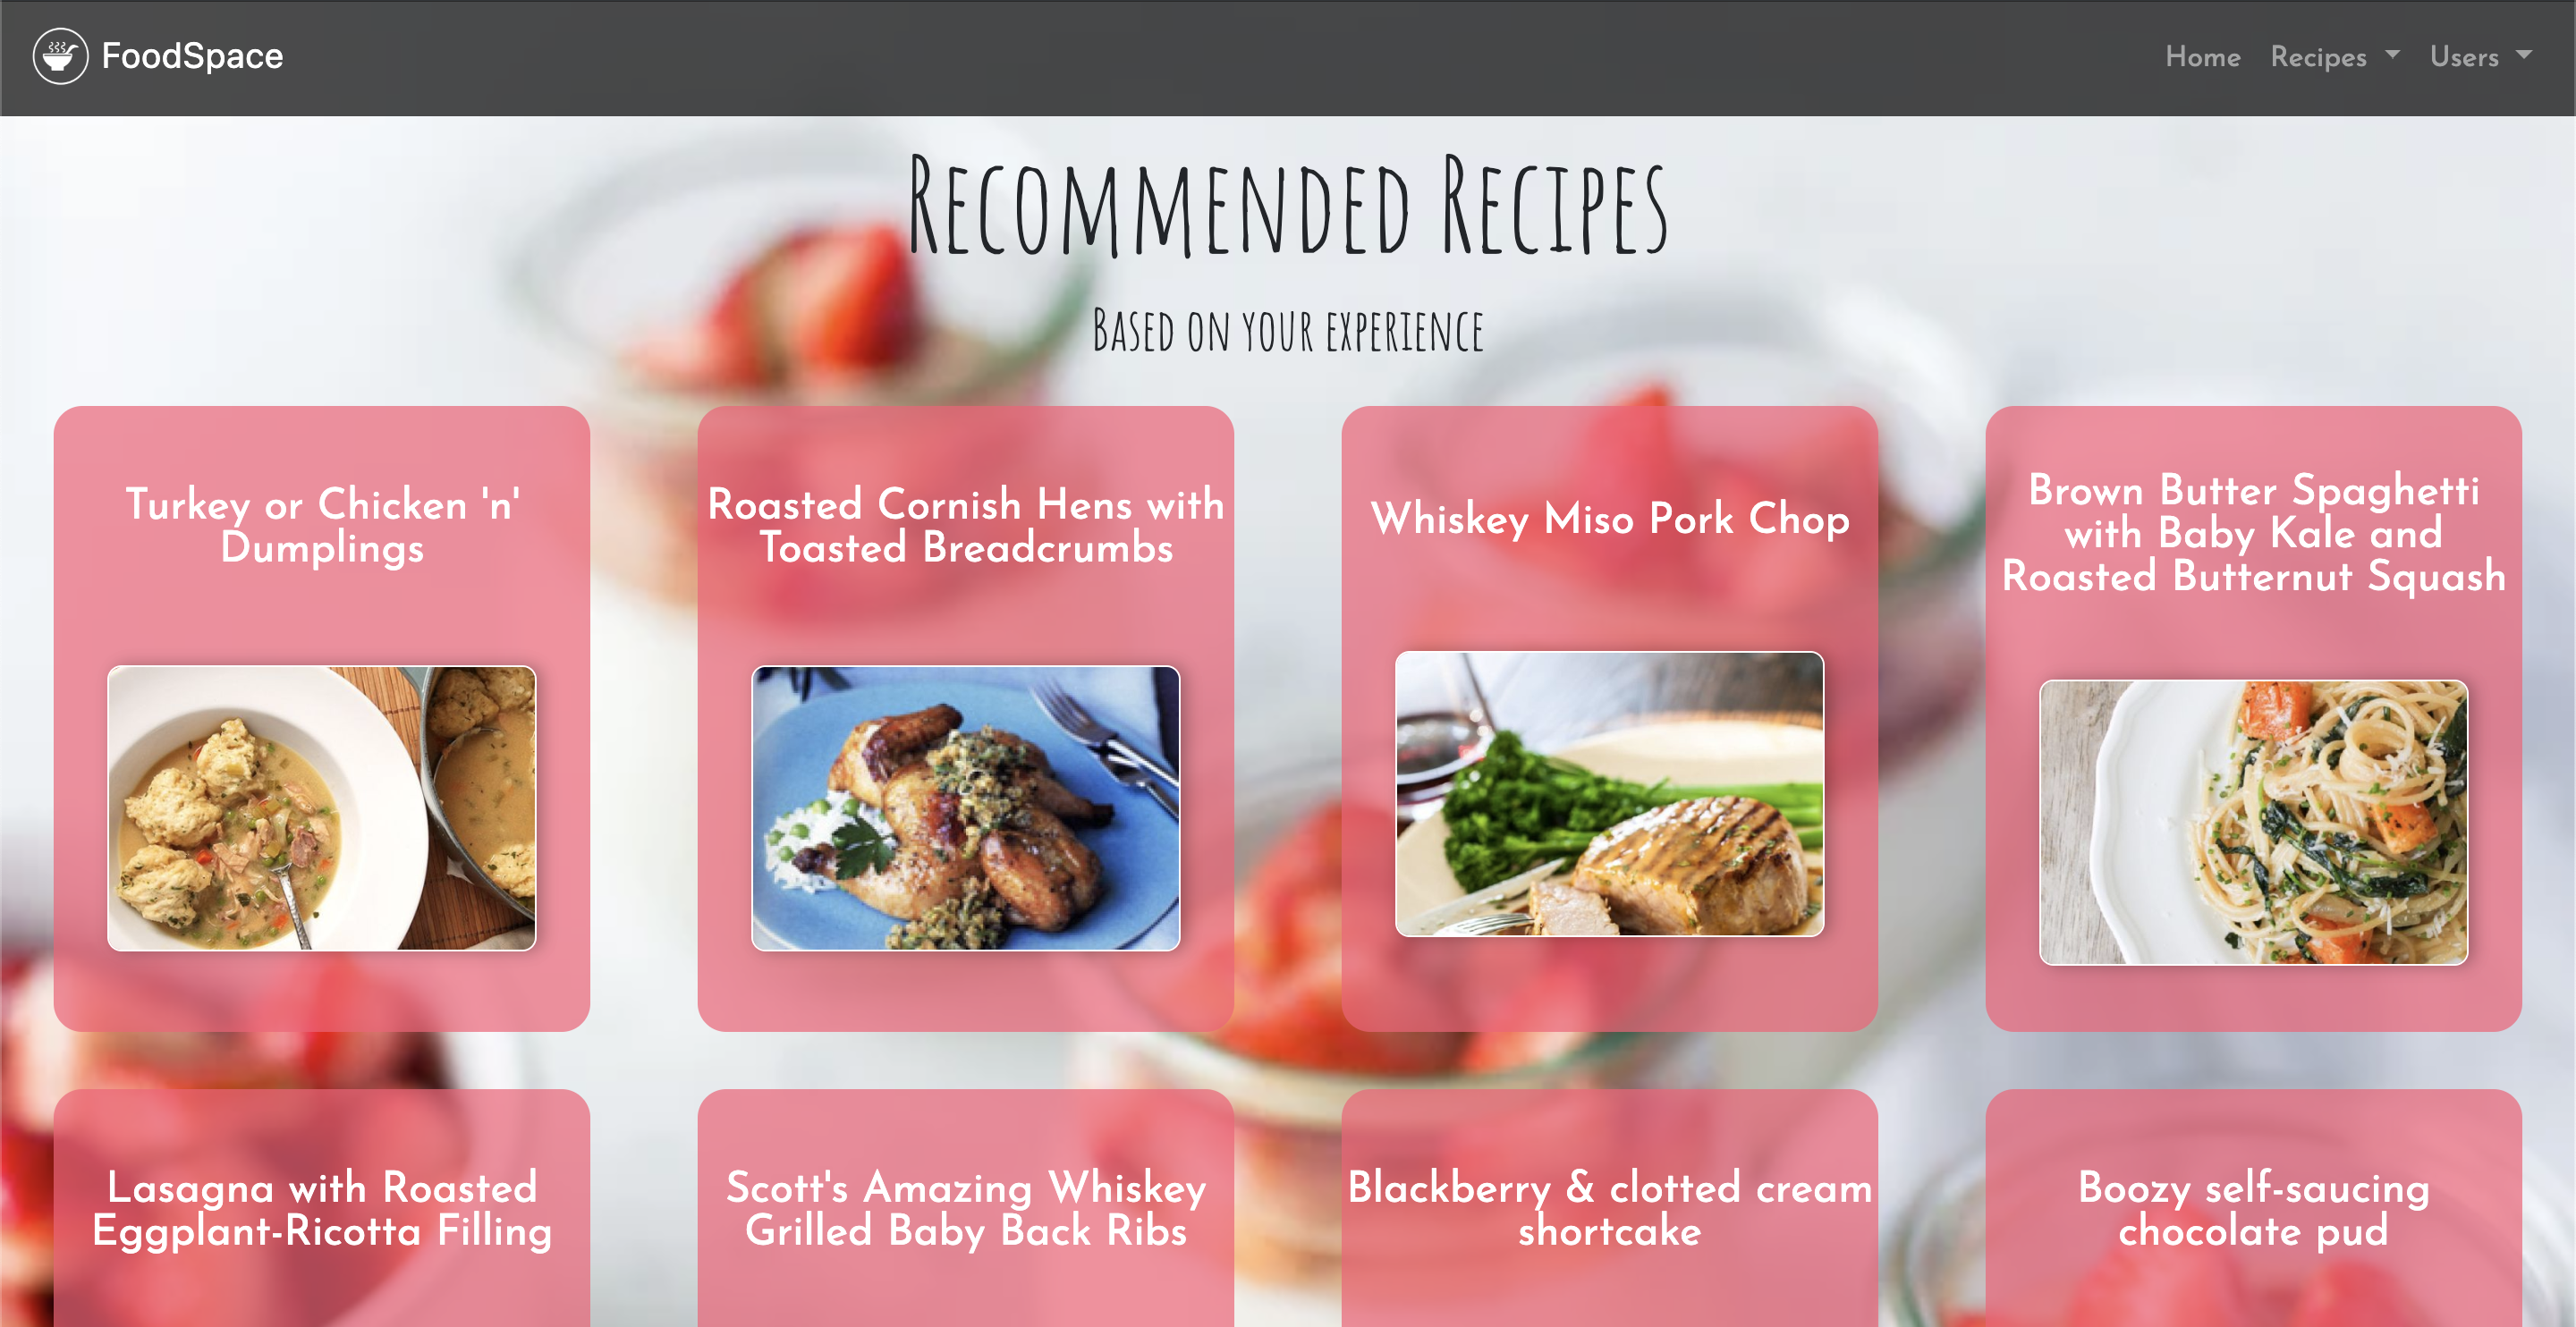 FoodSpace
Home Recipes Users
Recommended Recipes
Based on your experience
Turkey or Chicken 'n'
Dumplings
Roasted Cornish Hens with
Toasted Breadcrumbs
Whiskey Miso Pork Chop
Brown Butter Spaghetti
with Baby Kale and
Roasted Butternut Squash
Lasagna with Roasted
Eggplant-Ricotta Filling
Scott's Amazing Whiskey
Grilled Baby Back Ribs
Blackberry & clotted cream
shortcake
Boozy self-saucing
chocolate pud